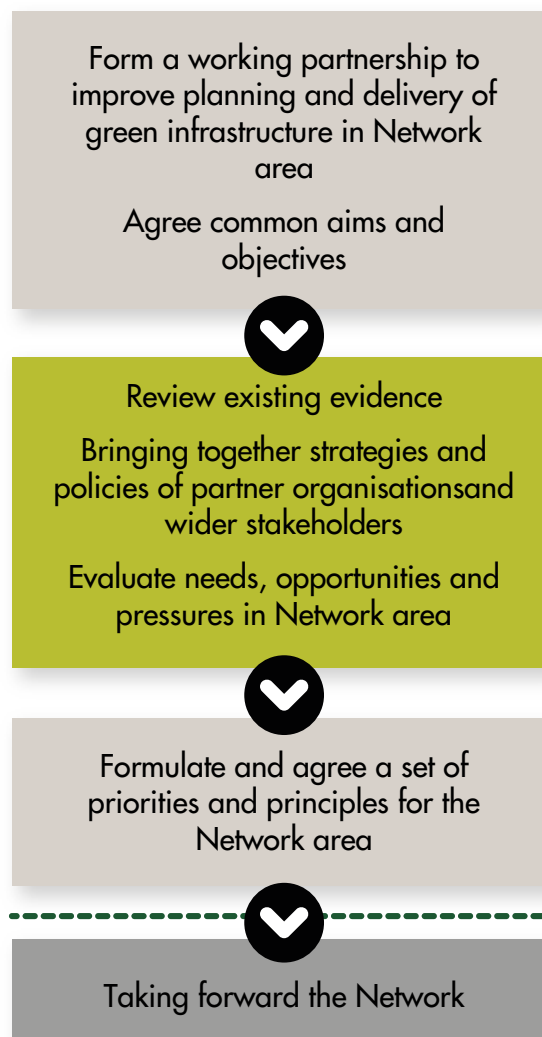 Form a working partnership to
improve planning and delivery of
green infrastructure in Network
area
Agree common aims and
objectives
Review existing evidence
Bringing together strategies and
policies of partner organisationsand
wider stakeholders
Evaluate needs, opportunities and
pressures in Network area
Formulate and agree a set of
priorities and principles for the
Network area
Taking forward the Network